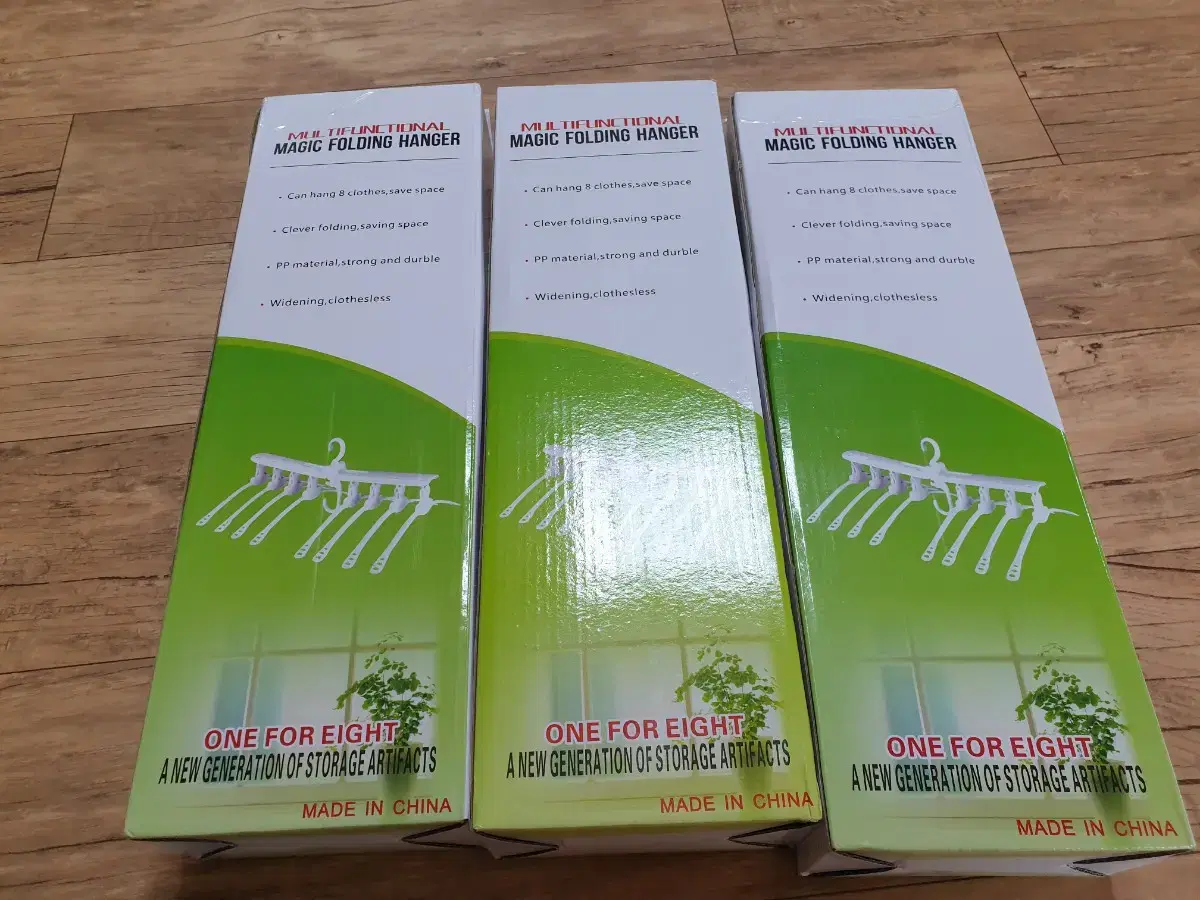 MULTIFUNCTIONAL
MAGIC FOLDING HANGER
• Can hang 8 clothes,save space
• Clever folding,saving space
• PP material,strong and durble
• Widening,clothesless
ONE FOR EIGHT
A NEW GENERATION OF STORAGE ARTIFACTS
MADE IN CHINA
MULTIFUNCTIONAL
MAGIC FOLDING HANGER
• Can hang 8 clothes,save space
• Clever folding,saving space
• PP material,strong and durble
• Widening,clothesless
ONE FOR EIGHT
A NEW GENERATION OF STORAGE ARTIFACTS
MADE IN CHINA
MULTIFUNCTIONAL
MAGIC FOLDING HANGER
• Can hang 8 clothes,save space
• Clever folding,saving space
• PP material,strong and durble
• Widening,clothesless
ONE FOR EIGHT
A NEW GENERATION OF STORAGE ARTIFACTS
MADE IN CHINA